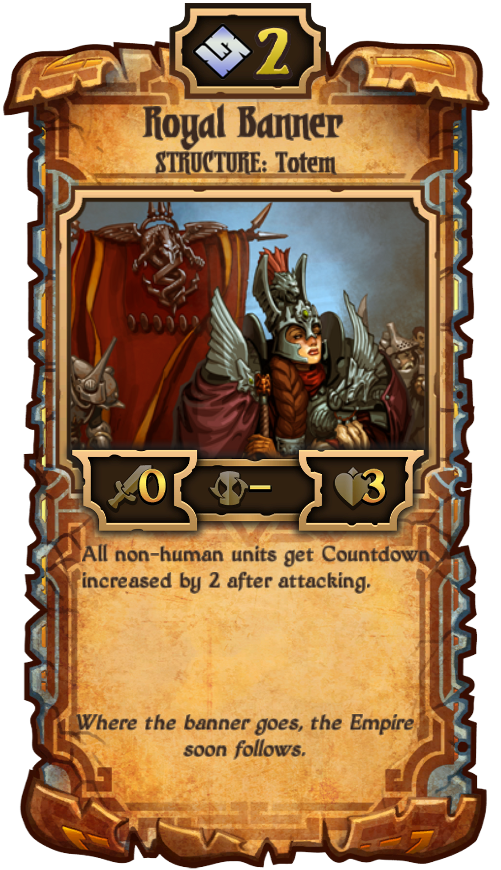 2
Royal Banner
STRUCTURE: Totem
0 - 3
All non-human units get Countdown
increased by 2 after attacking.
Where the banner goes, the Empire
soon follows.